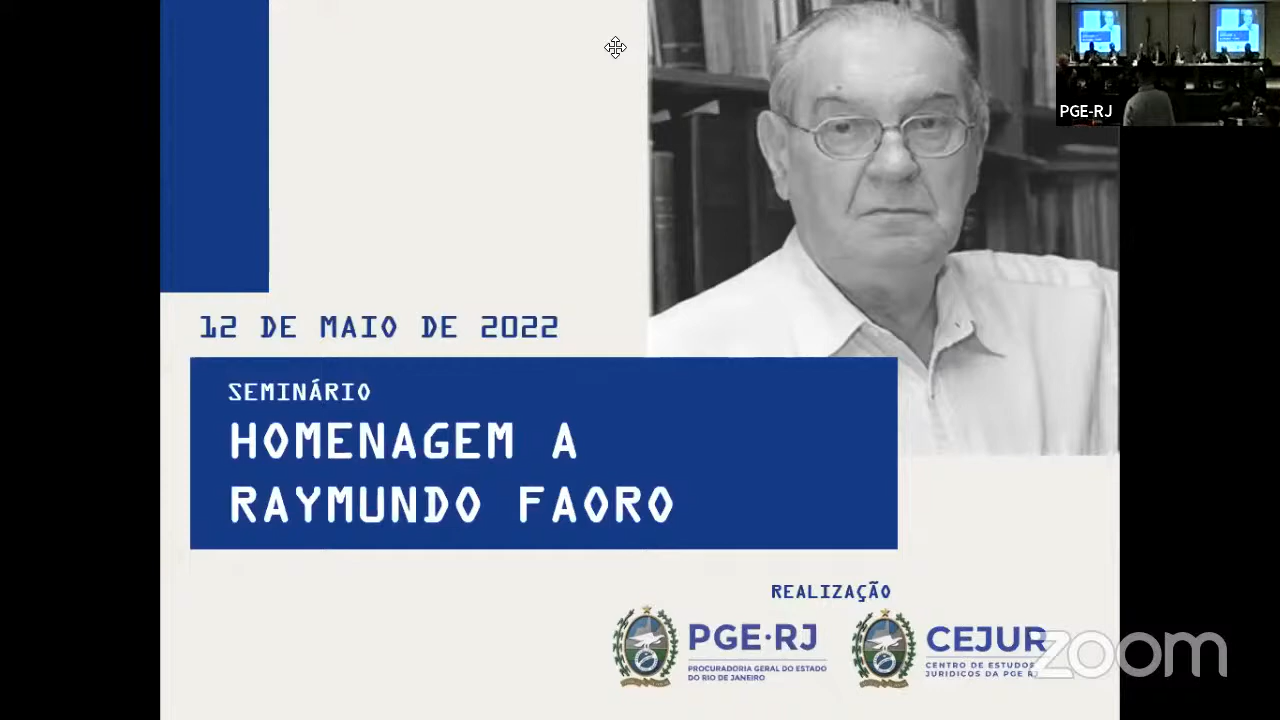 PGE-RJ
12 DE MAIO DE 2022
SEMINÁRIO
HOMENAGEM A
RAYMUNDO FAORO
REALIZAÇÃO
PGE·RJ
PROCURADORIA GERAL DO ESTADO
DO RIO DE JANEIRO
CEJUR
CENTRO DE ESTUDOS
JURÍDICOS DA PGE RJ
zoom